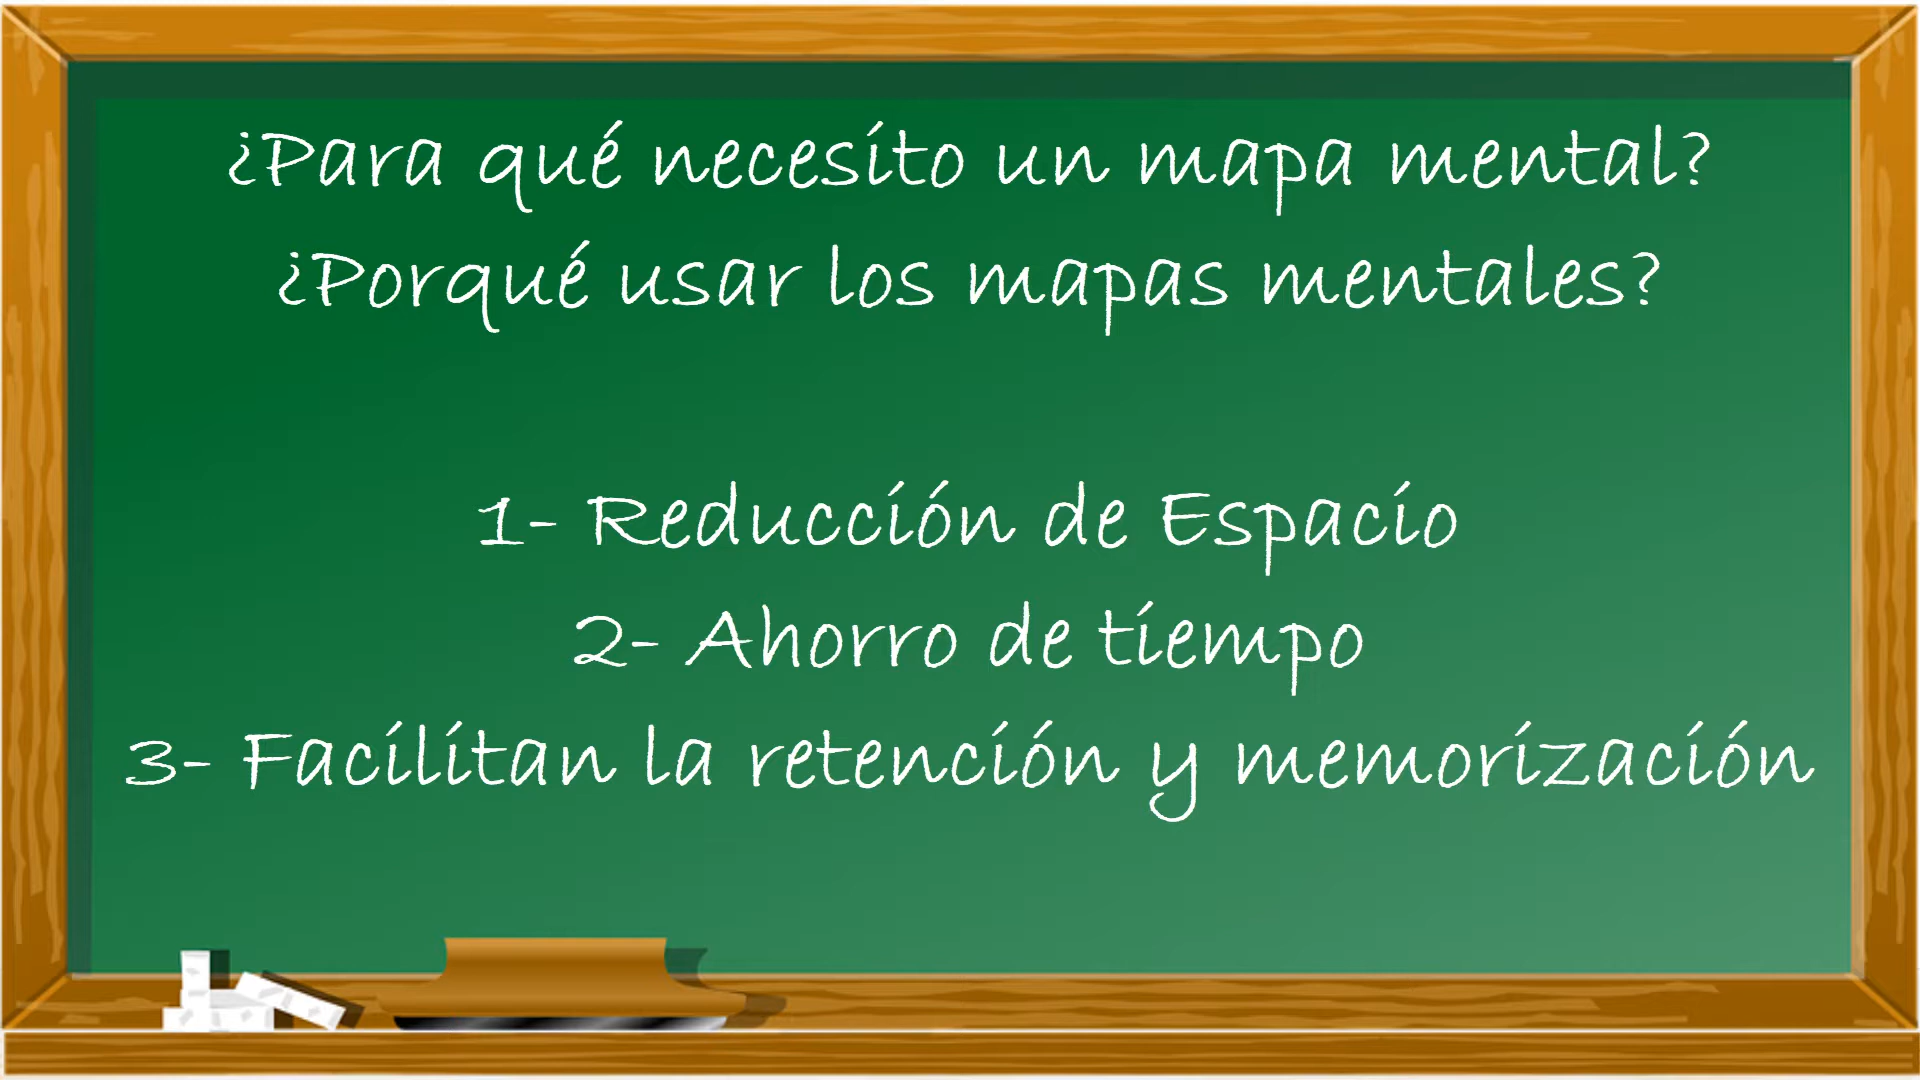 ¿Para qué necesito un mapa mental?
¿Porqué usar los mapas mentales?
1- Reducción de Espacio
2- Ahorro de tiempo
3- Facilitan la retención y memorización